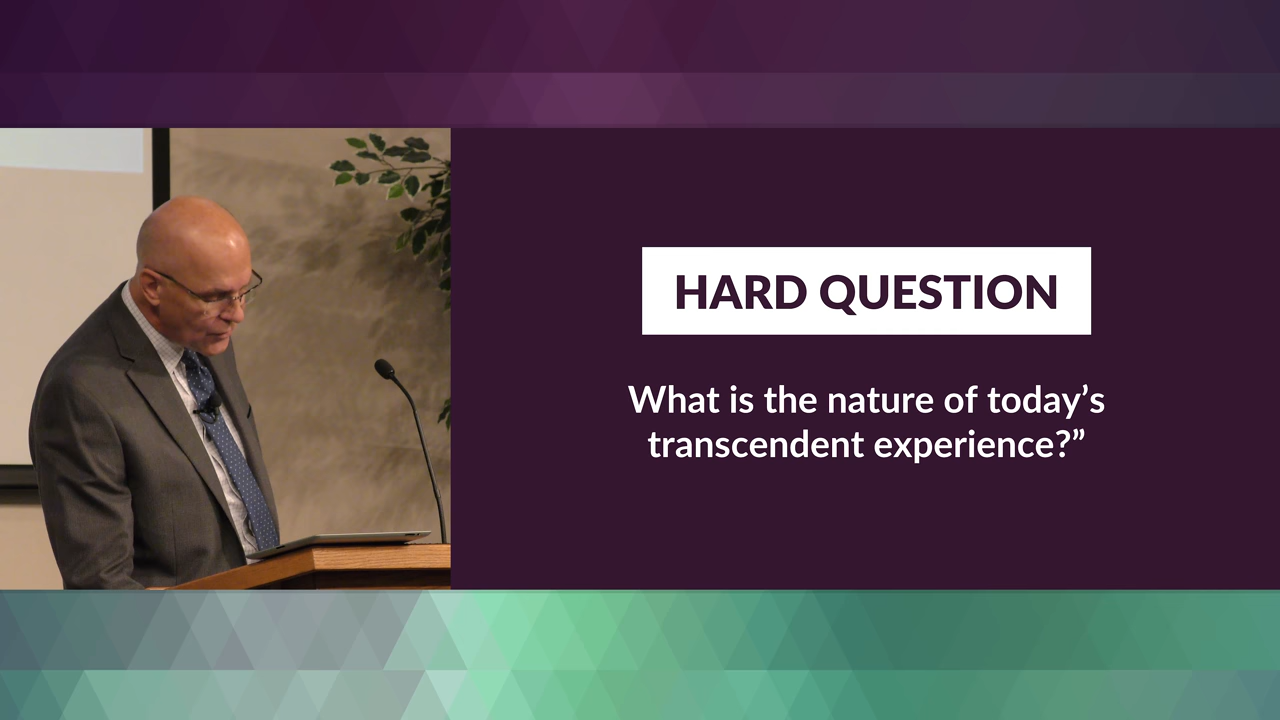 HARD QUESTION
What is the nature of today’s
transcendent experience?”